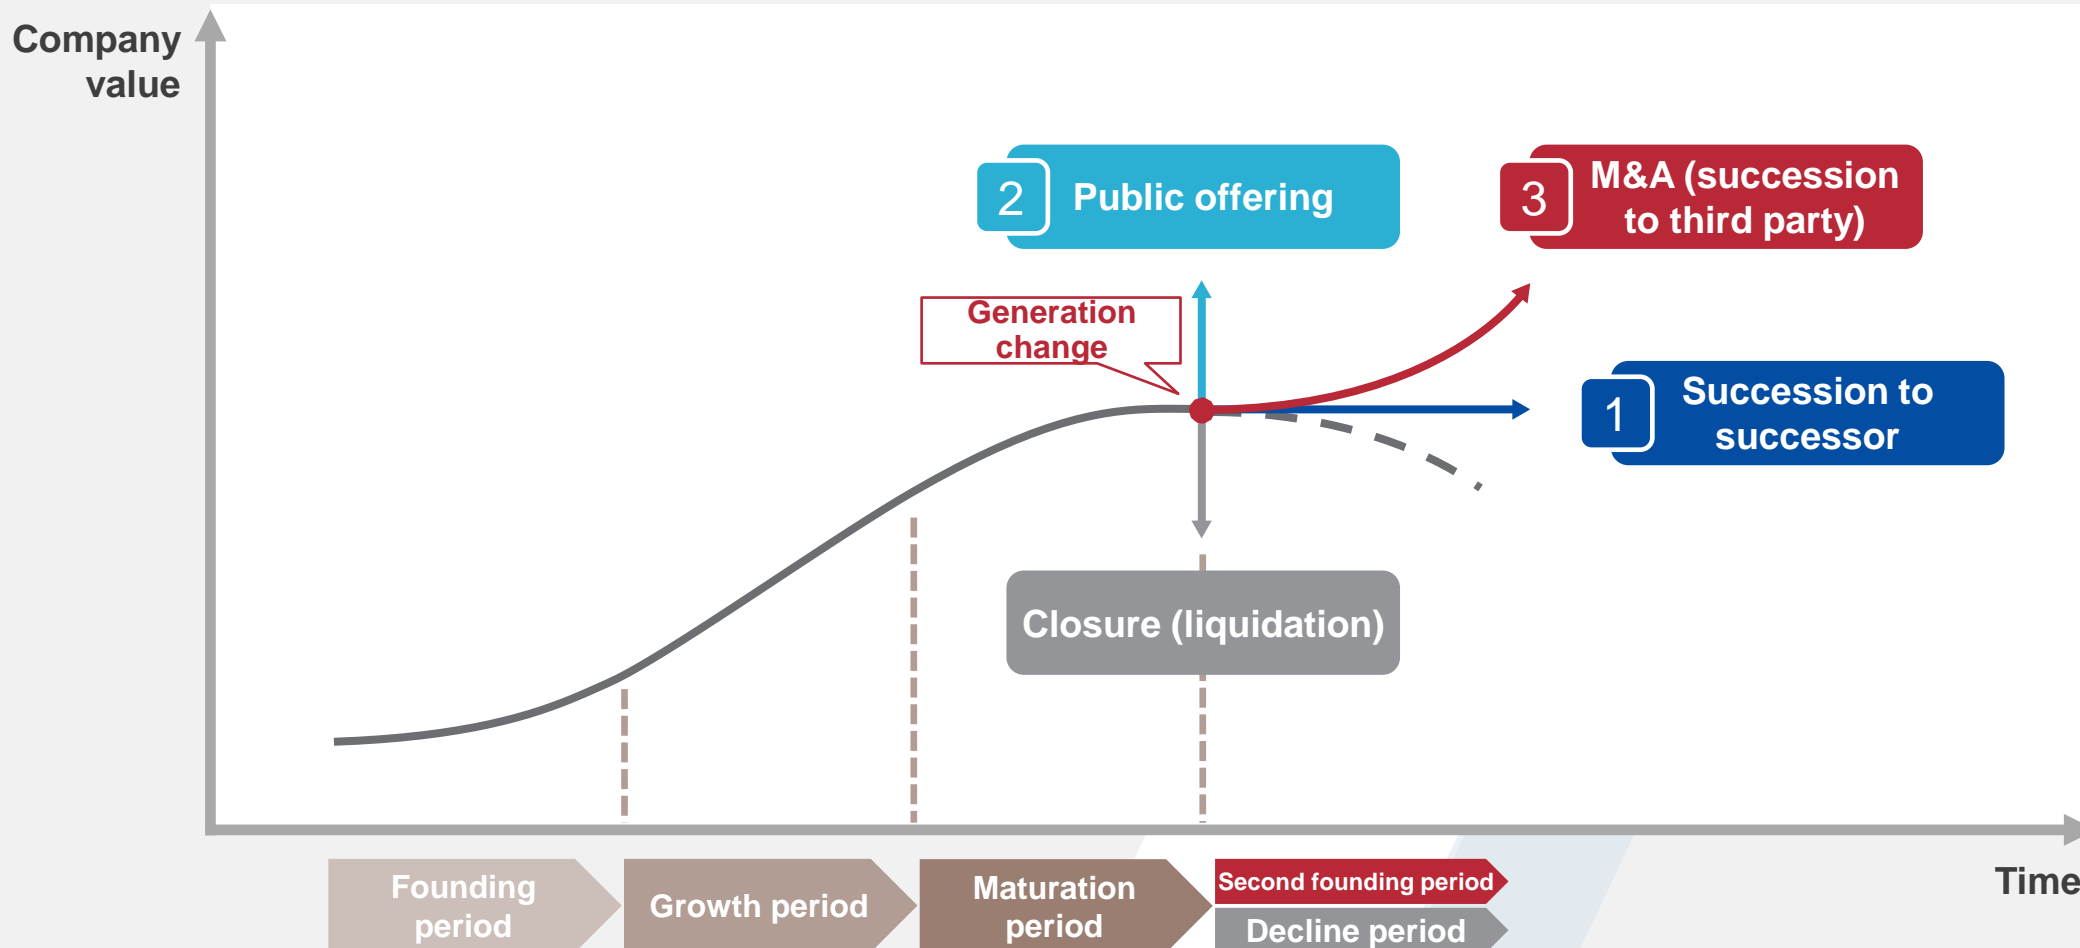 Company
value
2
Public offering
3
M&A (succession
to third party)
Generation
change
1
Succession to
successor
Closure (liquidation)
Time
Founding
period
Growth period
Maturation
period
Second founding period
Decline period